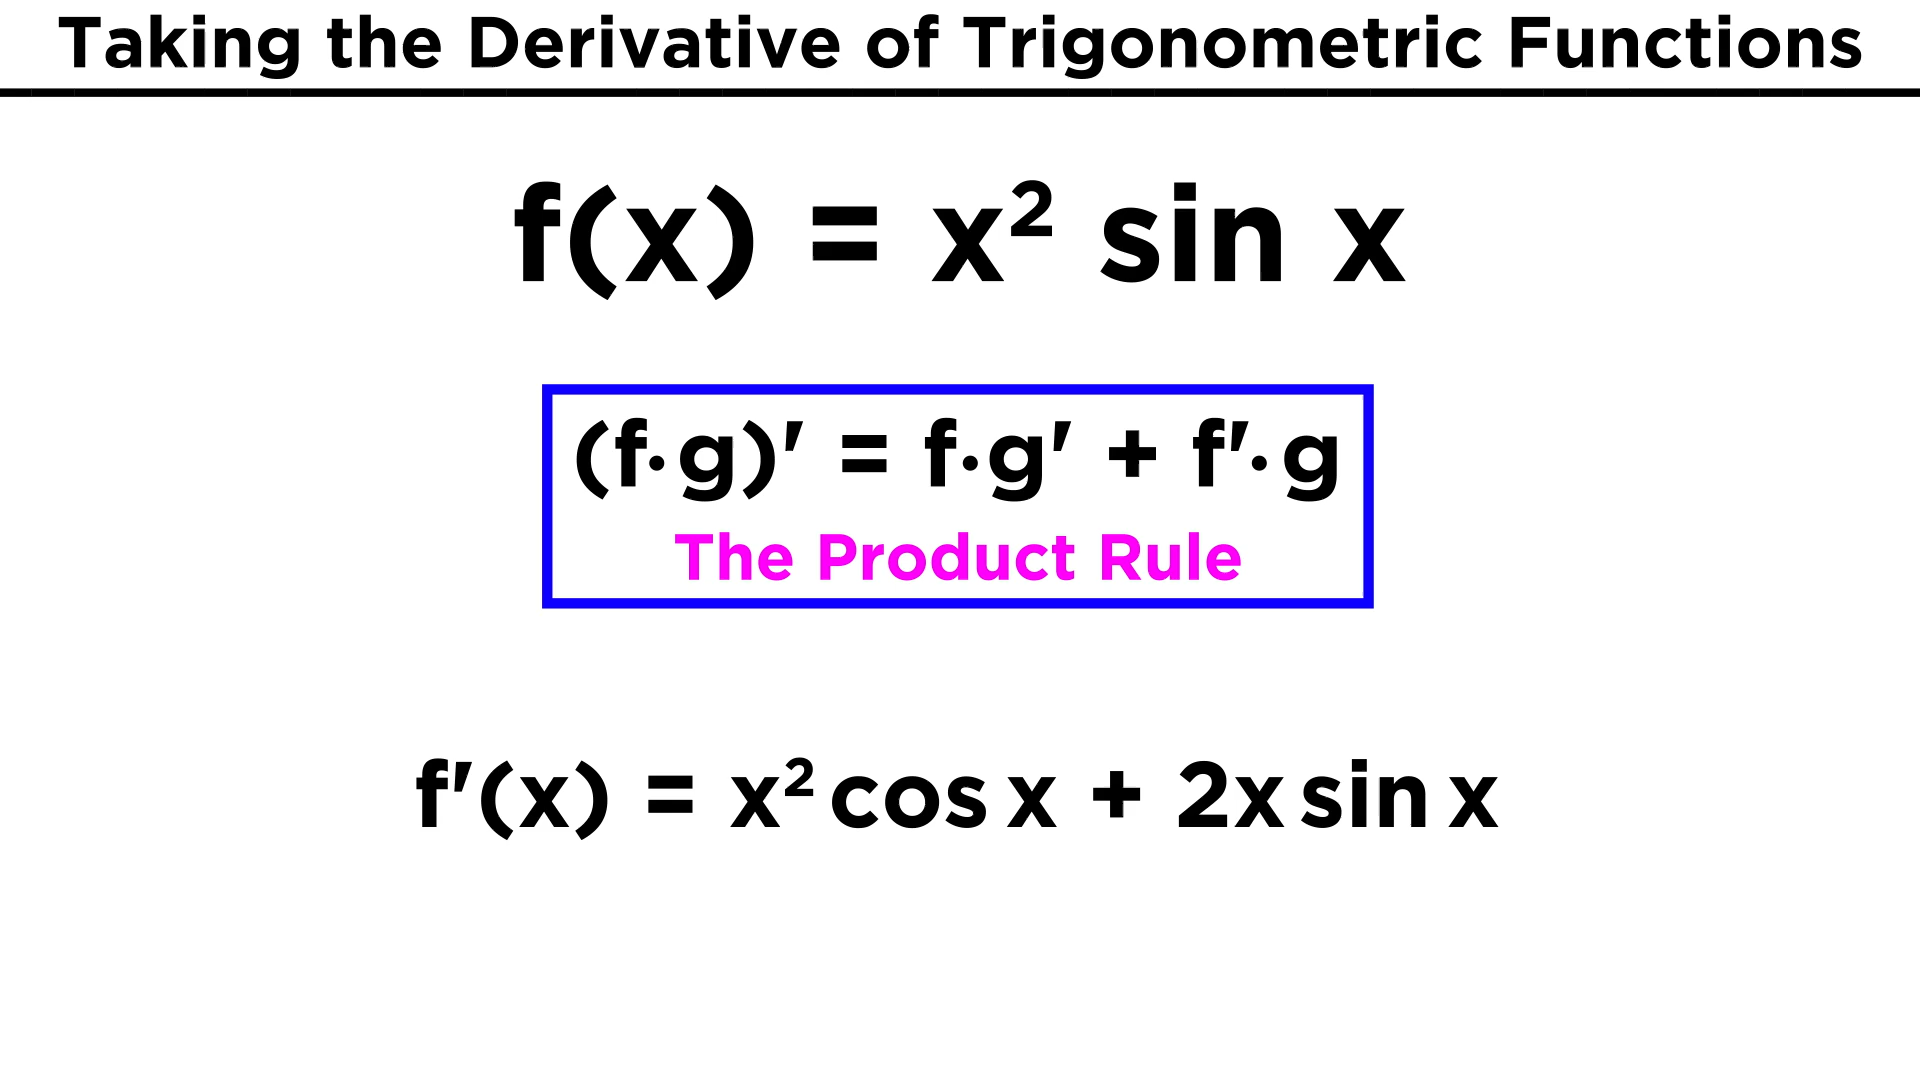 Taking the Derivative of Trigonometric Functions
f(x) = x² sin x
(f·g)' = f·g' + f'·g
The Product Rule
f'(x) = x² cos x + 2x sin x